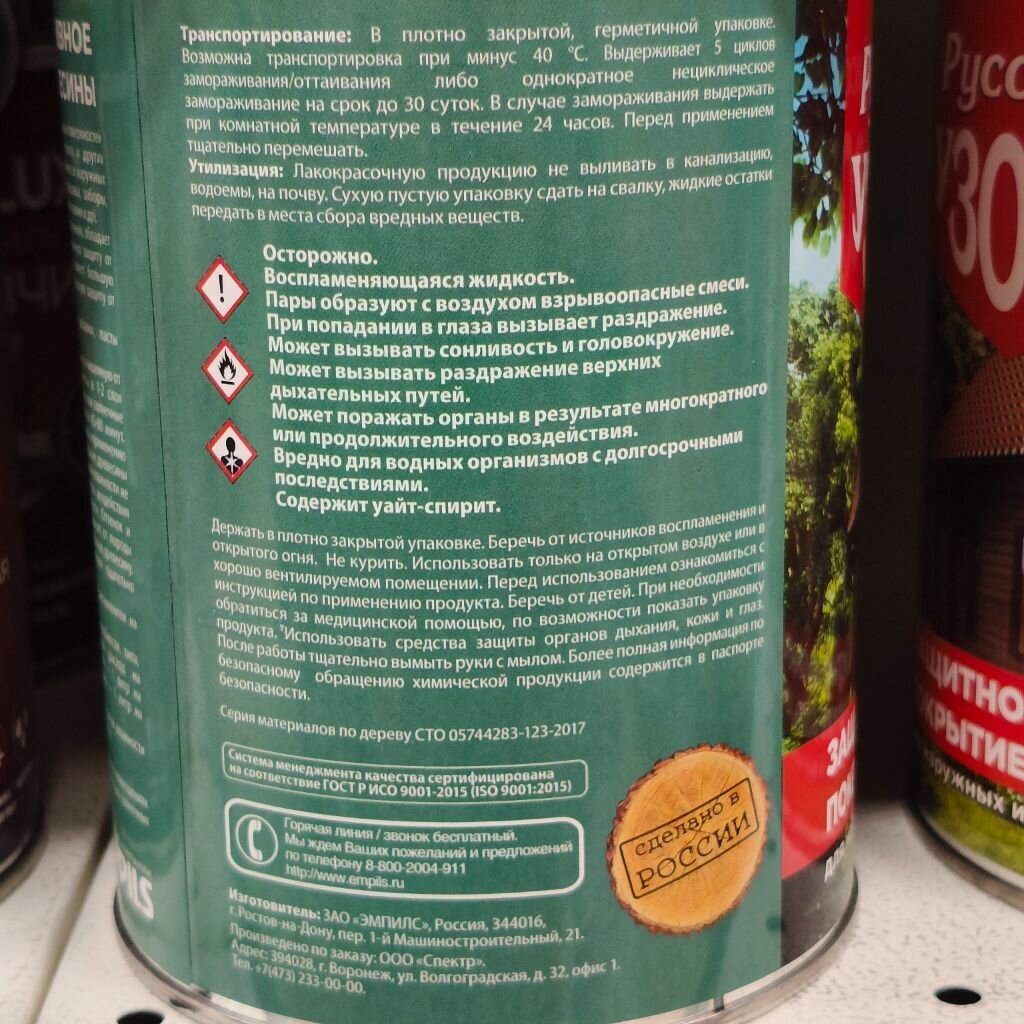 Транспортирование: В плотно закрытой, герметичной упаковке.
Возможна транспортировка при минус 40 °С. Выдерживает 5 циклов
замораживания/оттаивания либо однократное нециклическое
замораживание на срок до 30 суток. В случае замораживания выдержать
при комнатной температуре в течение 24 часов. Перед применением
тщательно перемешать.
Утилизация: Лакокрасочную продукцию не выливать в канализацию,
водоемы, на почву. Сухую пустую упаковку сдать на свалку, жидкие остатки
передать в места сбора вредных веществ.
Осторожно.
Воспламеняющаяся жидкость.
Пары образуют с воздухом взрывоопасные смеси.
При попадании в глаза вызывает раздражение.
Может вызывать сонливость и головокружение.
Может вызывать раздражение верхних
дыхательных путей.
Может поражать органы в результате многократного
или продолжительного воздействия.
Вредно для водных организмов с долгосрочными
последствиями.
Содержит уайт-спирит.
Держать в плотно закрытой упаковке. Беречь от источников воспламенения и
открытого огня. Не курить. Использовать только на открытом воздухе или в
хорошо вентилируемом помещении. Перед использованием ознакомиться с
инструкцией по применению продукта. Беречь от детей. При необходимости
обратиться за медицинской помощью, по возможности показать упаковку
продукта. Использовать средства защиты органов дыхания, кожи и глаз.
После работы тщательно вымыть руки с мылом. Более полная информация по
безопасному обращению химической продукции содержится в паспорте
безопасности.
Серия материалов по дереву СТО 05744283-123-2017
Система менеджмента качества сертифицирована
на соответствие ГОСТ Р ИСО 9001-2015 (ISO 9001:2015)
Горячая линия / звонок бесплатный.
Мы ждем Ваших пожеланий и предложений
по телефону 8-800-2004-911
http://www.empils.ru
сделано в
РОССИИ
Изготовитель: ЗАО «ЭМПИЛС», Россия, 344016,
г.Ростов-на-Дону, пер. 1-й Машиностроительный, 21.
Произведено по заказу: ООО «Спектр».
Адрес: 394028, г. Воронеж, ул. Волгоградская, д. 32, офис 1.
Тел. +7(473) 233-00-00.